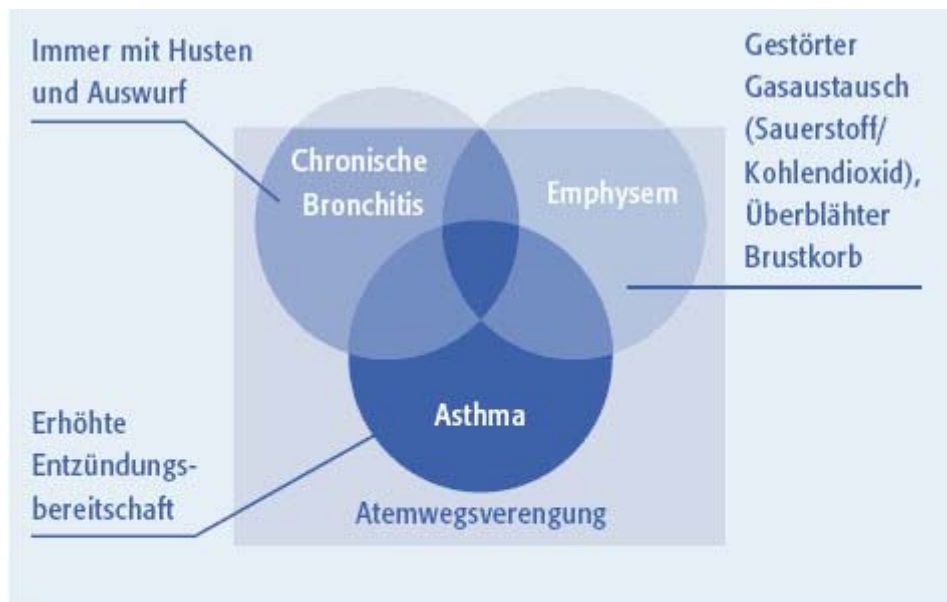 Immer mit Husten
und Auswurf
Gestörter
Gasaustausch
(Sauerstoff/
Kohlendioxid),
Überblähter
Brustkorb
Chronische
Bronchitis
Emphysem
Asthma
Erhöhte
Entzündungs-
bereitschaft
Atemwegsverengung